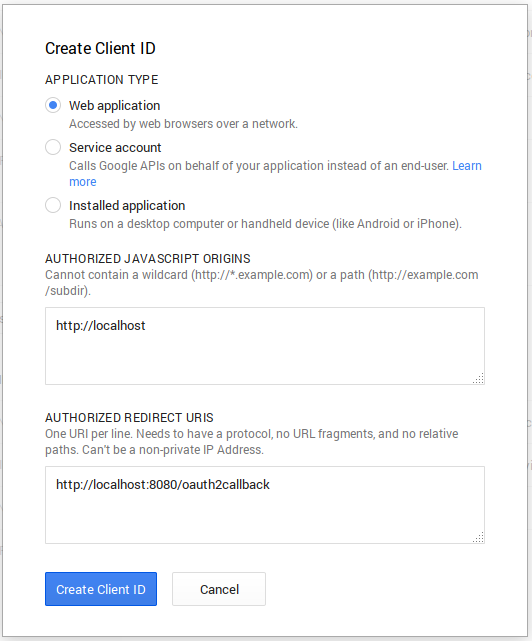 Create Client ID
APPLICATION TYPE
Web application
Accessed by web browsers over a network.
Service account
Calls Google APIs on behalf of your application instead of an end-user. Learn
more
Installed application
Runs on a desktop computer or handheld device (like Android or iPhone).
AUTHORIZED JAVASCRIPT ORIGINS
Cannot contain a wildcard (http://*.example.com) or a path (http://example.com
/subdir).
http://localhost
AUTHORIZED REDIRECT URIS
One URI per line. Needs to have a protocol, no URL fragments, and no relative
paths. Can't be a non-private IP Address.
http://localhost:8080/oauth2callback
Create Client ID Cancel